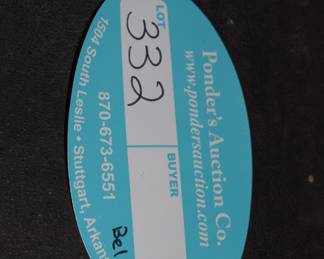 Ponder's Auction Co.
www.pondersauction.com
LOT
332
BUYER
Bel
870-673-6551
1504 South Leslie • Stuttgart, Arkan